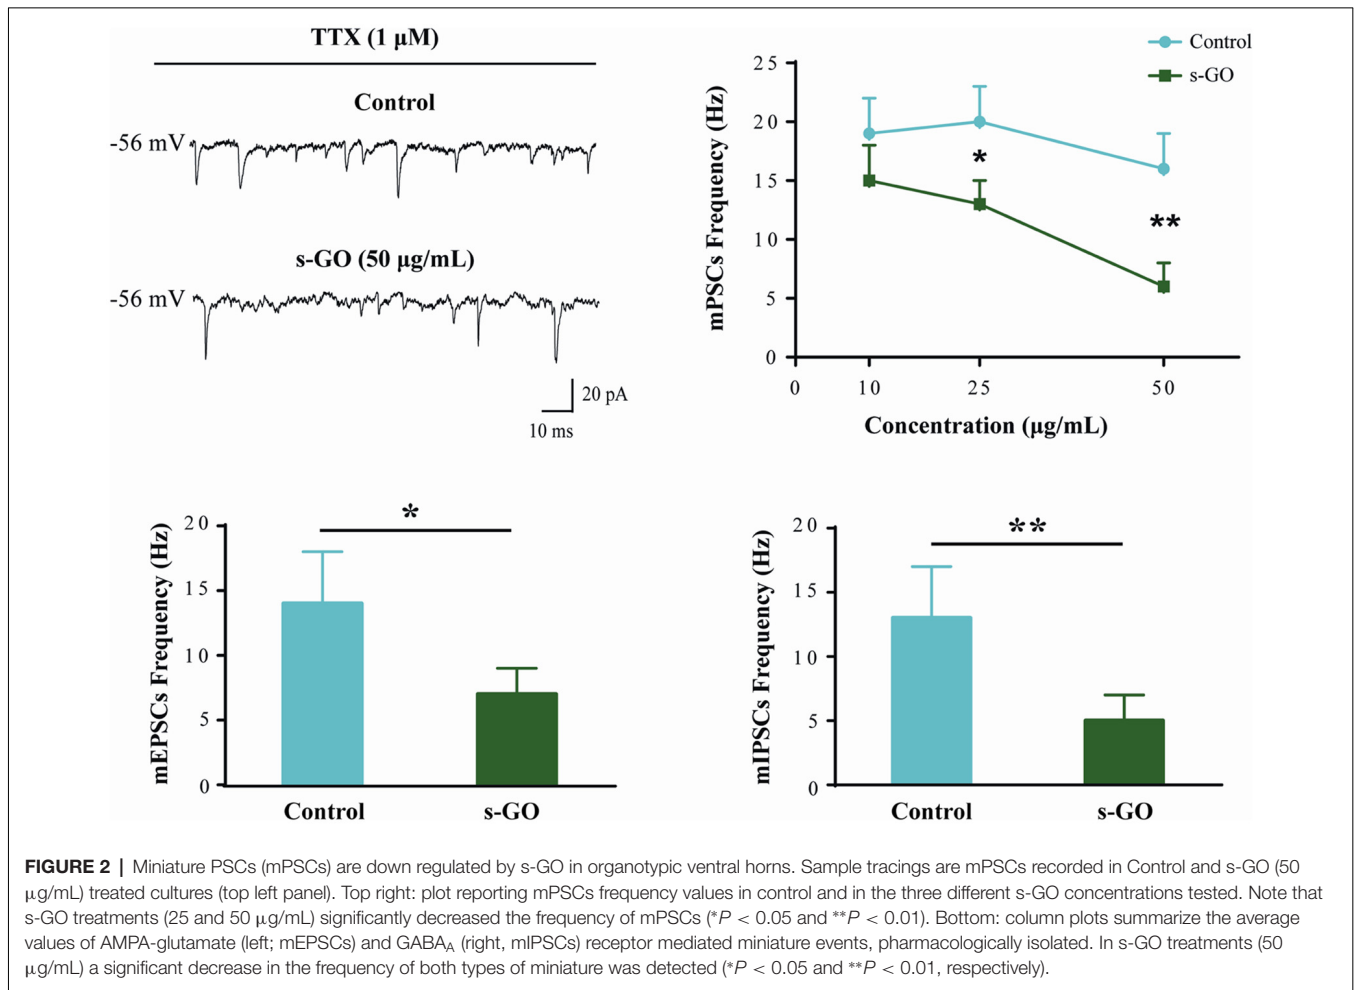 TTX (1 µM)
Control
-56 mV
s-GO (50 µg/mL)
-56 mV
20 pA
10 ms
Control
s-GO
mPSCs Frequency (Hz)
25
20
15
10
5
0
0 10 25 50
*
**
Concentration (µg/mL)
mEPSCs Frequency (Hz)
20
15
10
5
0
*
Control s-GO
mIPSCs Frequency (Hz)
20
15
10
5
0
**
Control s-GO
FIGURE 2 | Miniature PSCs (mPSCs) are down regulated by s-GO in organotypic ventral horns. Sample tracings are mPSCs recorded in Control and s-GO (50
µg/mL) treated cultures (top left panel). Top right: plot reporting mPSCs frequency values in control and in the three different s-GO concentrations tested. Note that
s-GO treatments (25 and 50 µg/mL) significantly decreased the frequency of mPSCs (*P < 0.05 and **P < 0.01). Bottom: column plots summarize the average
values of AMPA-glutamate (left; mEPSCs) and GABAA (right, mIPSCs) receptor mediated miniature events, pharmacologically isolated. In s-GO treatments (50
µg/mL) a significant decrease in the frequency of both types of miniature was detected (*P < 0.05 and **P < 0.01, respectively).